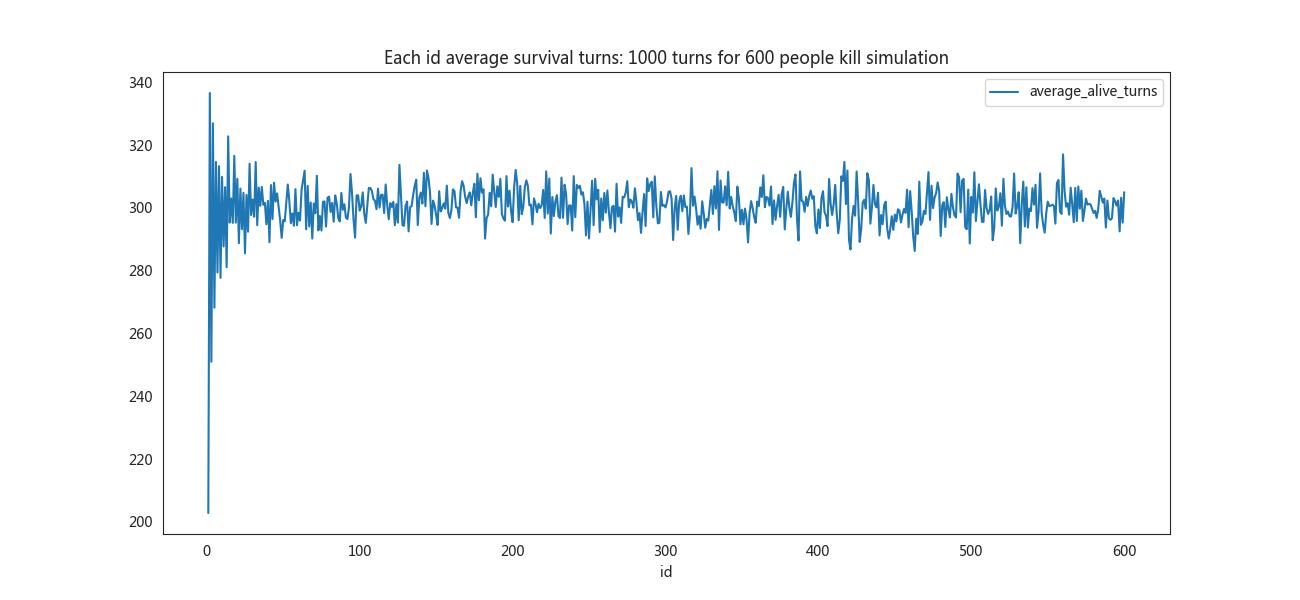 Each id average survival turns: 1000 turns for 600 people kill simulation
average_alive_turns
340
320
300
280
260
240
220
200
0 100 200 300 400 500 600
id